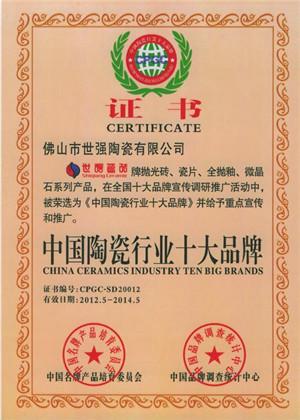 CPGC
证书
CERTIFICATE
佛山市世强陶瓷有限公司
世强陶瓷 牌抛光砖、瓷片、全抛釉、微晶
Shiqiang Ceramic
石系列产品，在全国十大品牌宣传调研推广活动中，
被荣选为《中国陶瓷行业十大品牌》并给予重点宣传
和推广。
中国陶瓷行业十大品牌
CHINA CERAMICS INDUSTRY TEN BIG BRANDS
证书编号:CPGC-SD20012
有效日期:2012.5-2014.5
中国名牌产品培育委员会
中国品牌调查统计中心